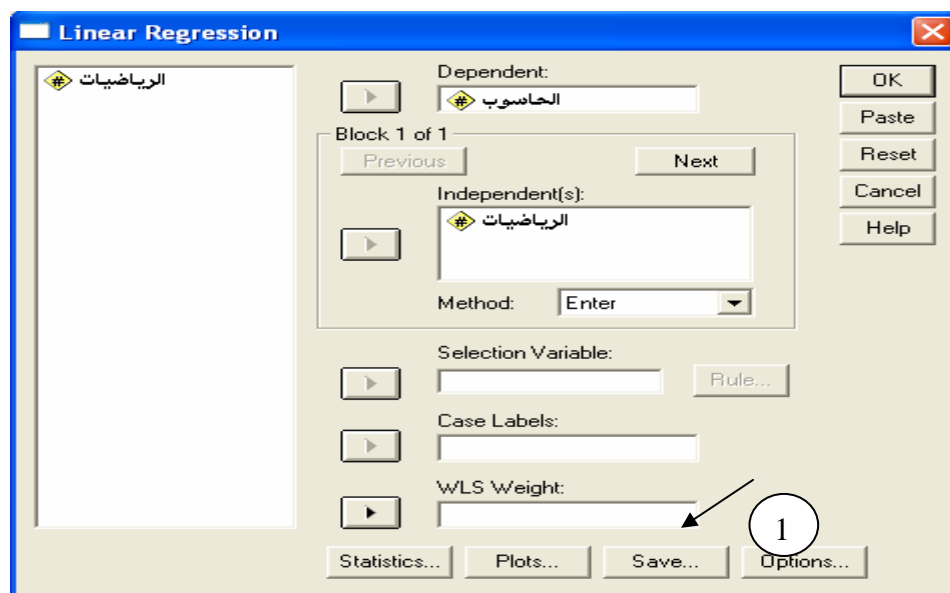 Linear Regression
الرياضيات
Dependent:
الحاسوب
OK
Paste
Block 1 of 1
Previous
Next
Reset
Independent(s):
Cancel
الرياضيات
Help
Method:
Enter
Selection Variable:
Rule...
Case Labels:
WLS Weight:
1
Statistics...
Plots...
Save...
Options...